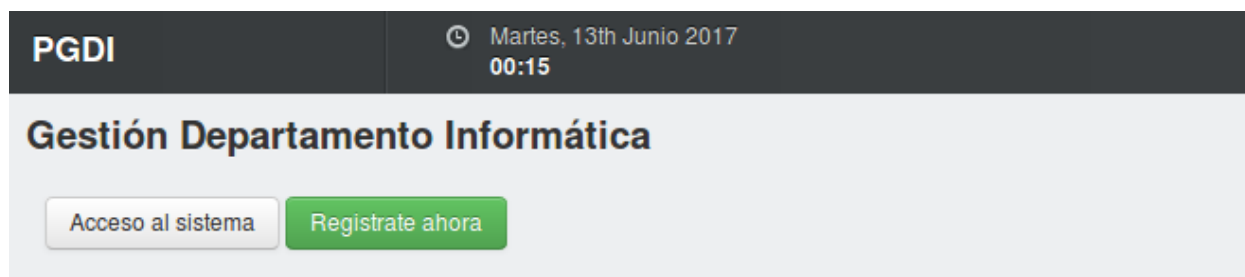 PGDI
Martes, 13th Junio 2017
00:15
Gestión Departamento Informática
Acceso al sistema
Registrate ahora